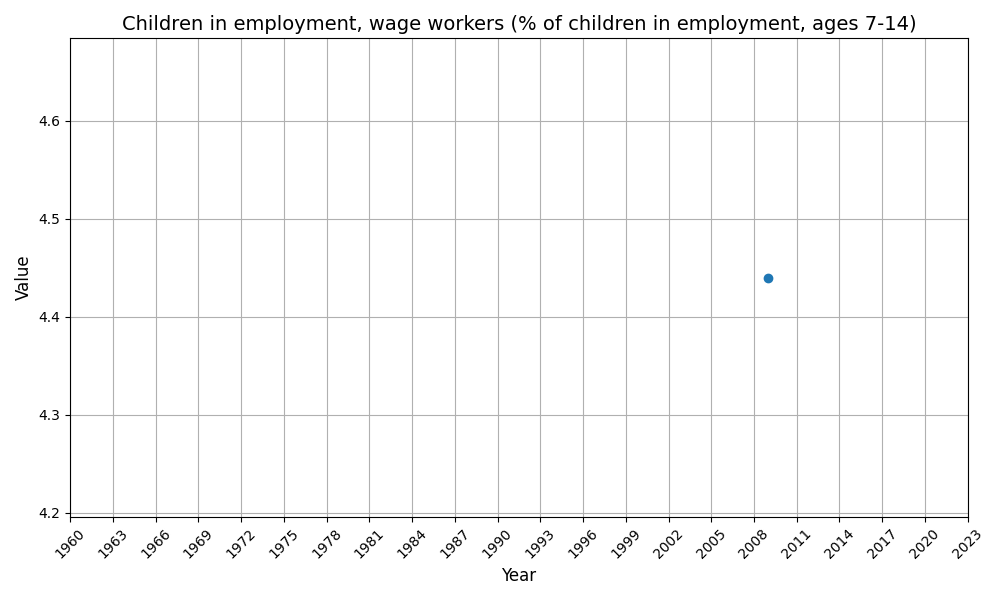 Children in employment, wage workers (% of children in employment, ages 7-14)
4.6
4.5
4.4
4.3
4.2
Value
1960 1963 1966 1969 1972 1975 1978 1981 1984 1987 1990 1993 1996 1999 2002 2005 2008 2011 2014 2017 2020 2023
Year